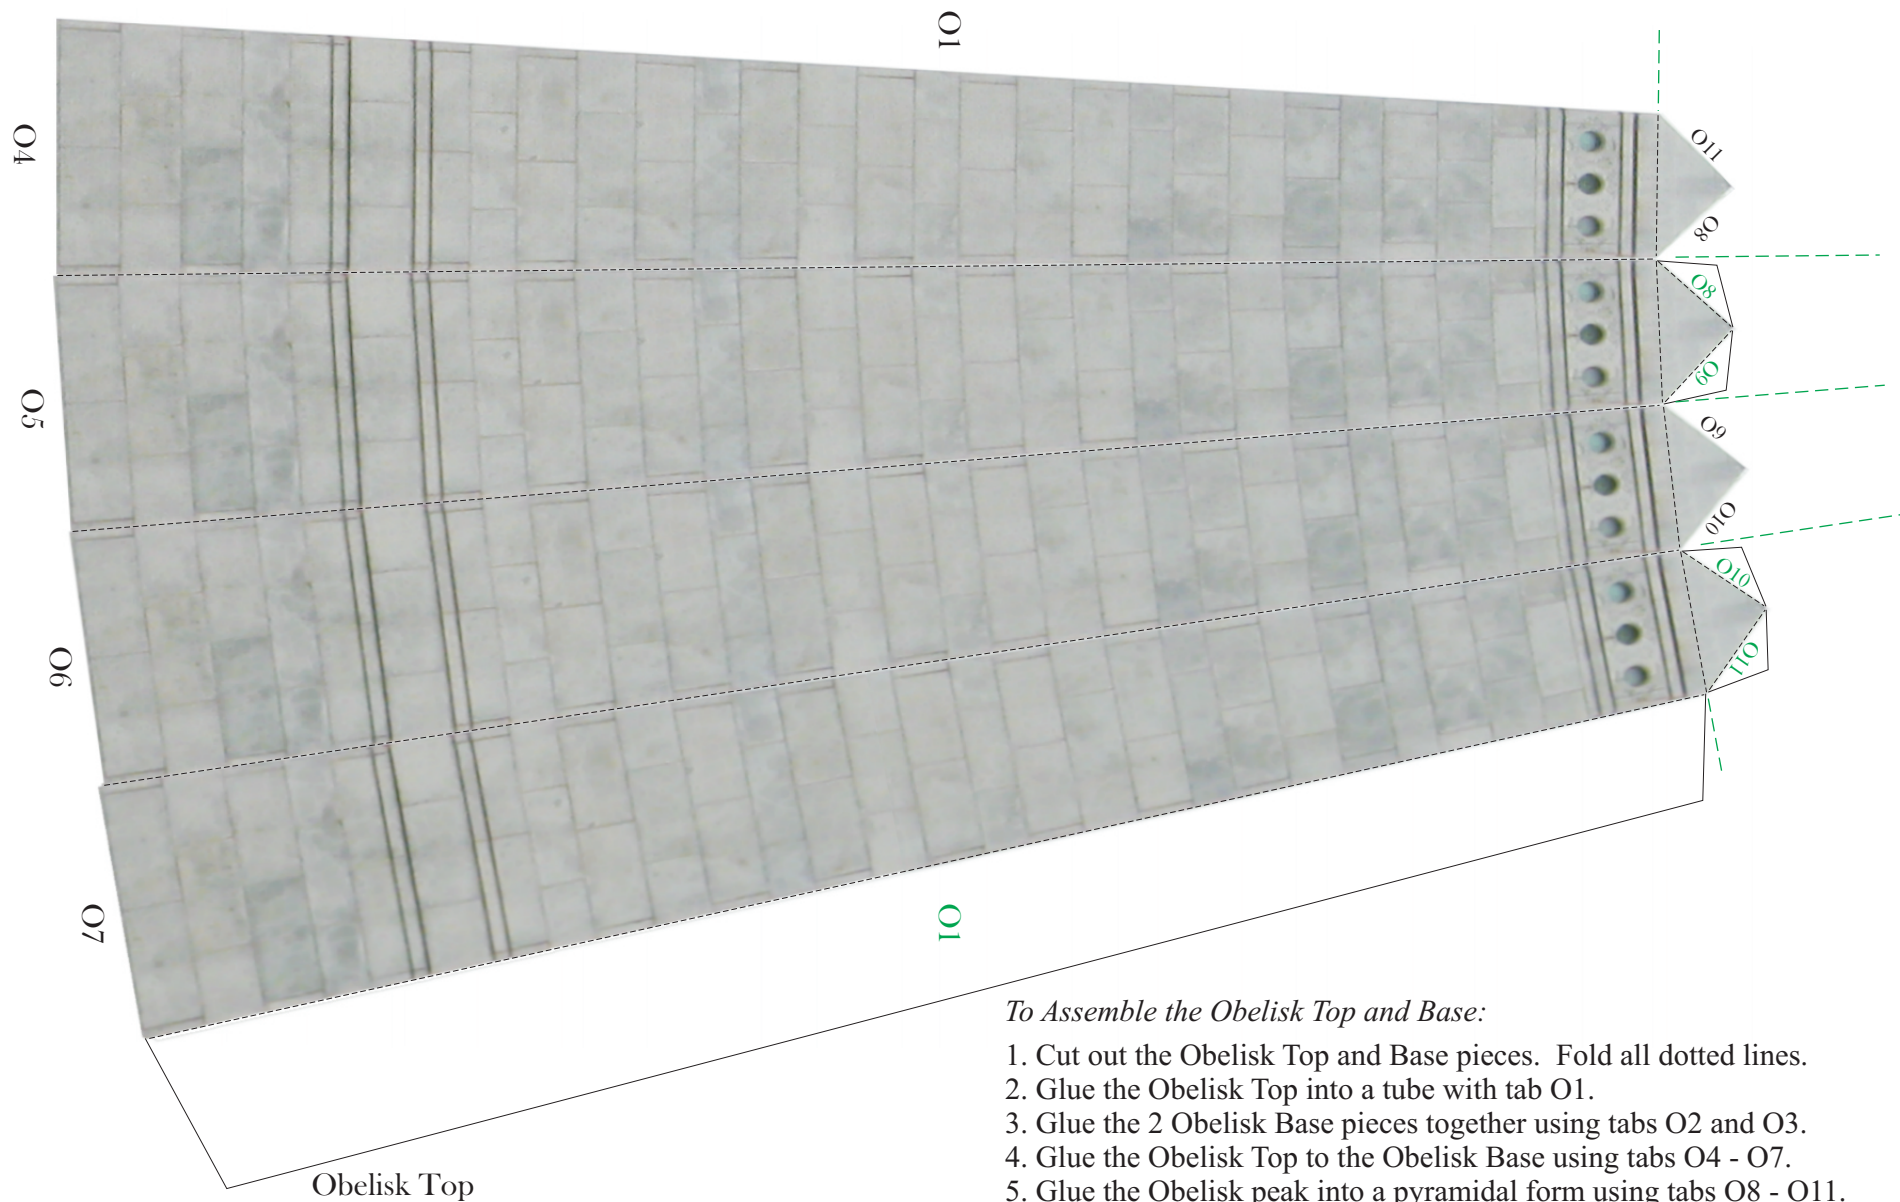 O1
O4
O11
O8
O8
O9
O5
O9
O10
O10
O11
O6
O7
O1
To Assemble the Obelisk Top and Base:
1. Cut out the Obelisk Top and Base pieces.  Fold all dotted lines.
2. Glue the Obelisk Top into a tube with tab O1.
3. Glue the 2 Obelisk Base pieces together using tabs O2 and O3.
4. Glue the Obelisk Top to the Obelisk Base using tabs O4 - O7.
5. Glue the Obelisk peak into a pyramidal form using tabs O8 - O11.
Obelisk Top